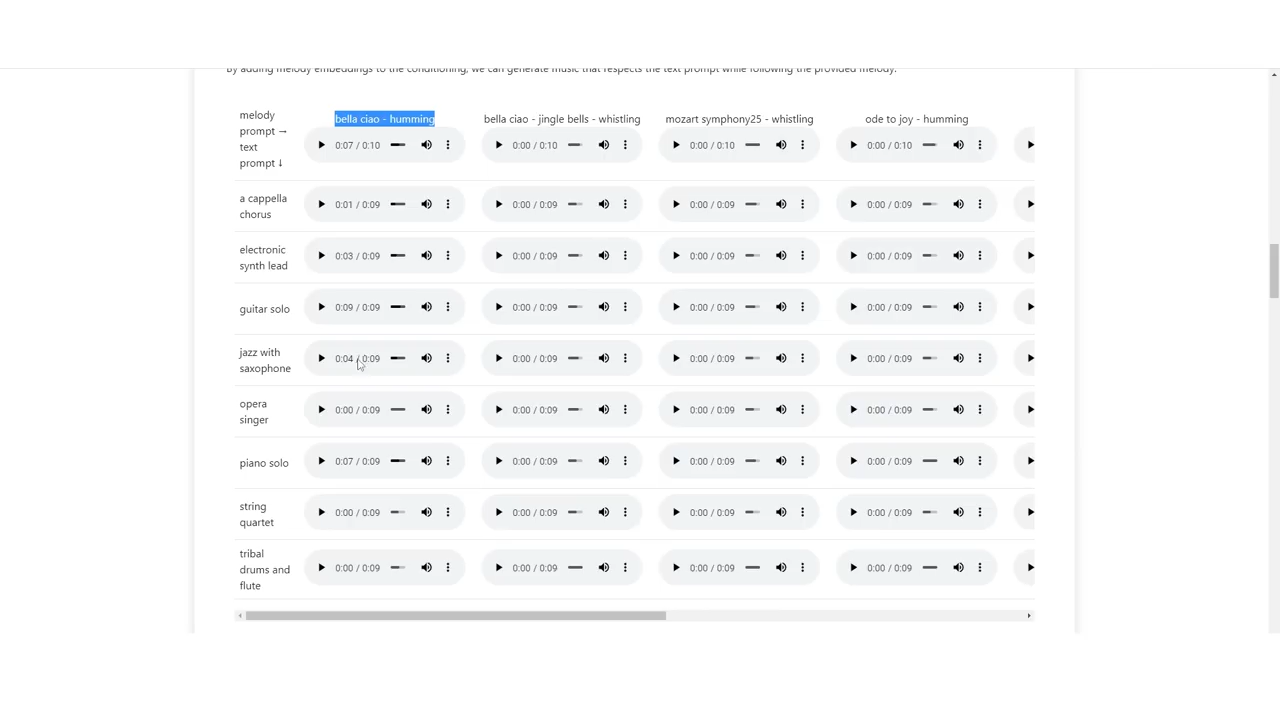 By adding melody embeddings to the conditioning, we can generate music that respects the text prompt while following the provided melody.
melody prompt → text prompt ↓
bella ciao - humming
bella ciao - jingle bells - whistling
mozart symphony25 - whistling
ode to joy - humming
0:07 / 0:10 0:00 / 0:10 0:00 / 0:10 0:00 / 0:10
a cappella chorus
0:01 / 0:09 0:00 / 0:09 0:00 / 0:09 0:00 / 0:09
electronic synth lead
0:03 / 0:09 0:00 / 0:09 0:00 / 0:09 0:00 / 0:09
guitar solo
0:09 / 0:09 0:00 / 0:09 0:00 / 0:09 0:00 / 0:09
jazz with saxophone
0:04 / 0:09 0:00 / 0:09 0:00 / 0:09 0:00 / 0:09
opera singer
0:00 / 0:09 0:00 / 0:09 0:00 / 0:09 0:00 / 0:09
piano solo
0:07 / 0:09 0:00 / 0:09 0:00 / 0:09 0:00 / 0:09
string quartet
0:00 / 0:09 0:00 / 0:09 0:00 / 0:09 0:00 / 0:09
tribal drums and flute
0:00 / 0:09 0:00 / 0:09 0:00 / 0:09 0:00 / 0:09